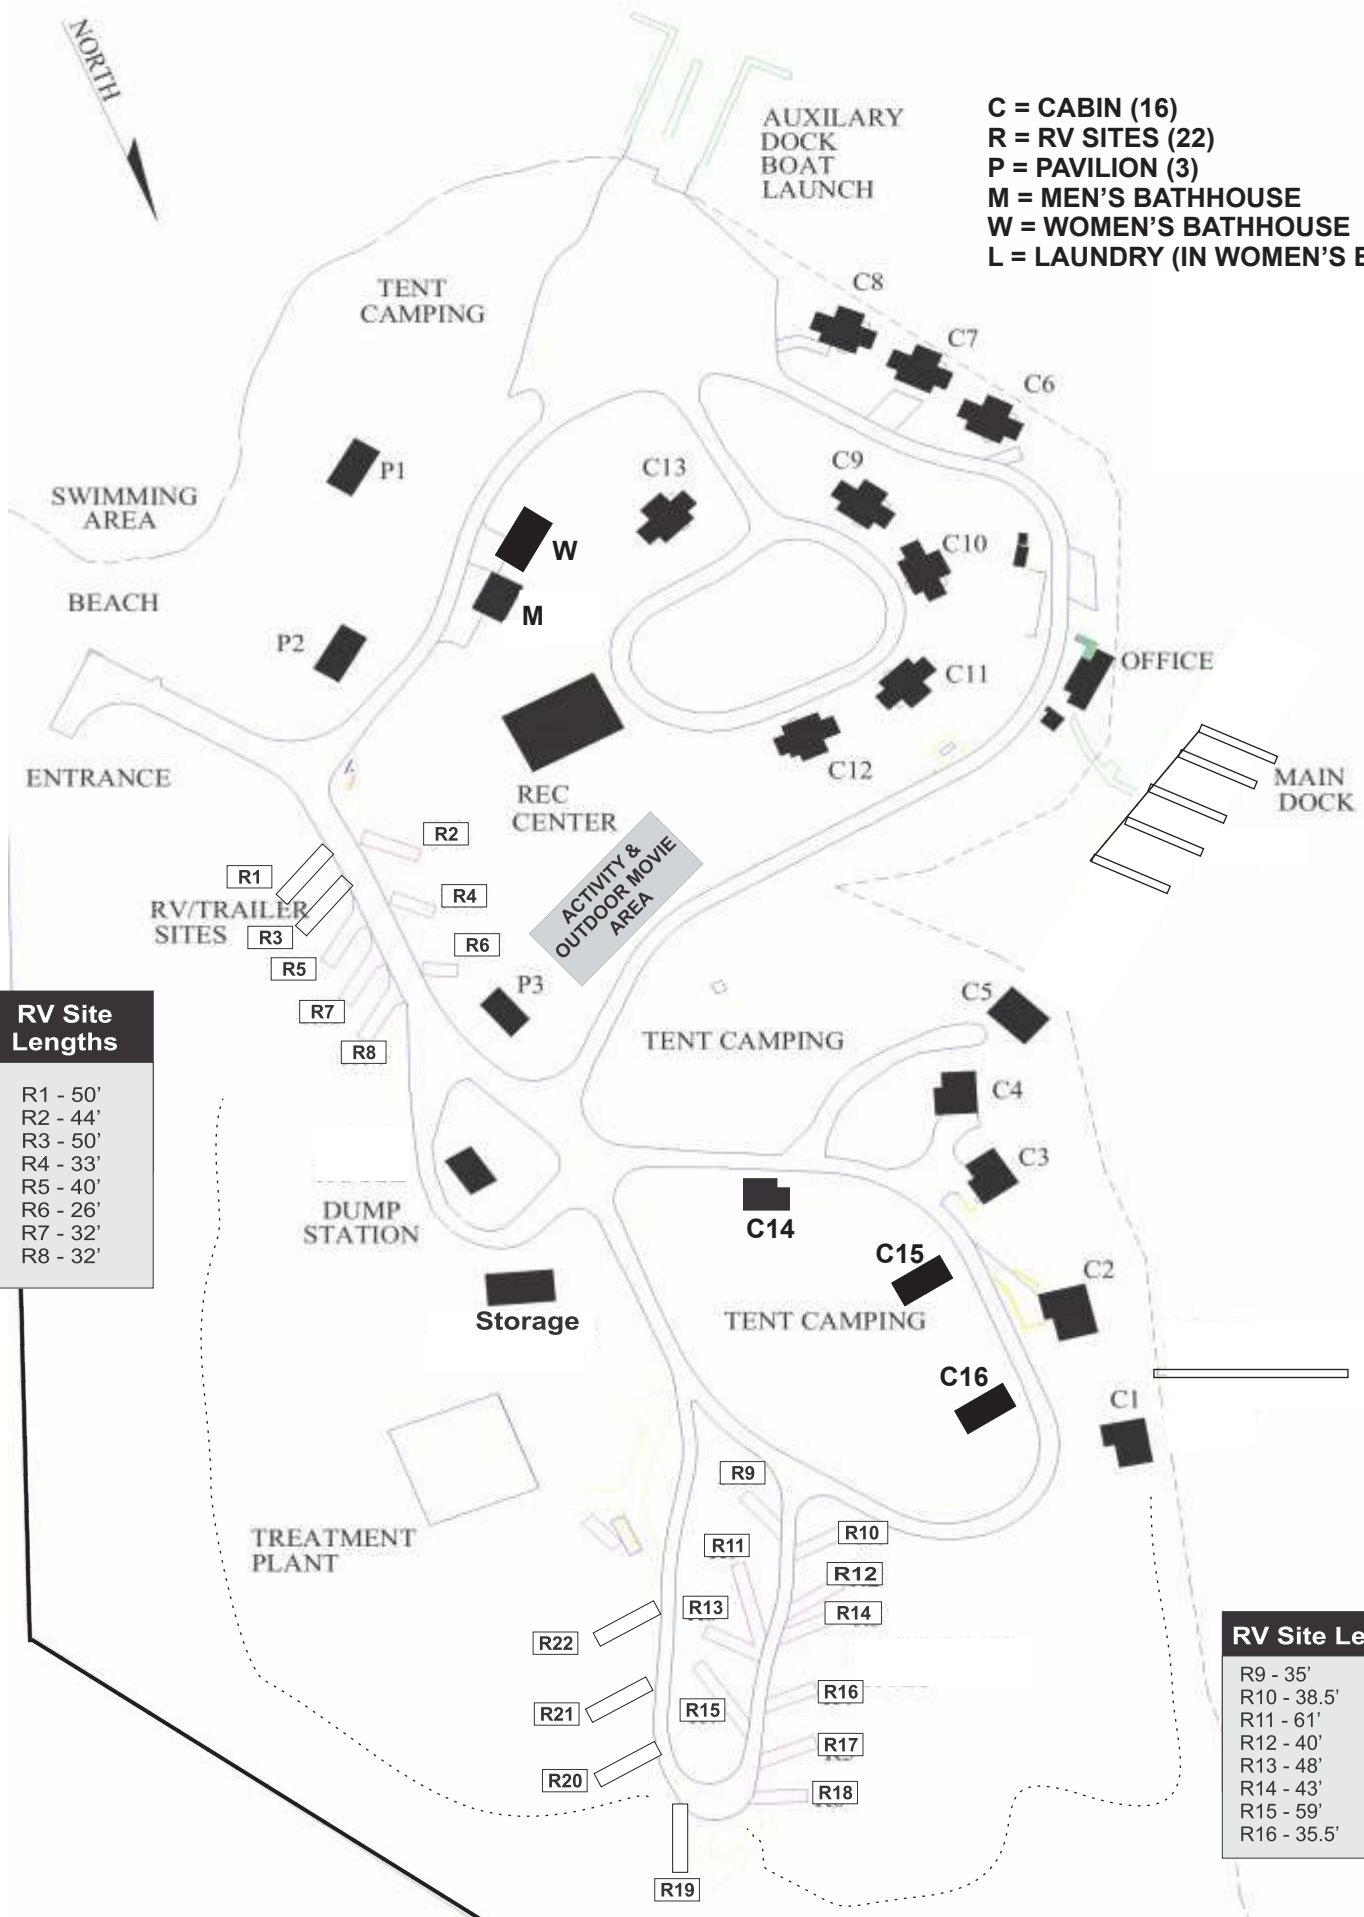 NORTH
AUXILARY
DOCK
BOAT
LAUNCH
C = CABIN (16)
R = RV SITES (22)
P = PAVILION (3)
M = MEN'S BATHHOUSE
W = WOMEN'S BATHHOUSE
L = LAUNDRY (IN WOMEN'S B
TENT
CAMPING
C8
C7
C6
P1
C13
C9
SWIMMING
AREA
W
C10
BEACH
M
P2
OFFICE
C11
ENTRANCE
C12
MAIN
DOCK
REC
CENTER
R2
ACTIVITY &
OUTDOOR MOVIE
AREA
R1
R4
RV/TRAILER
SITES
R3
R6
R5
P3
C5
R7
TENT CAMPING
R8
RV Site
Lengths
R1 - 50'
R2 - 44'
R3 - 50'
R4 - 33'
R5 - 40'
R6 - 26'
R7 - 32'
R8 - 32'
C4
C3
DUMP
STATION
C14
C15
C2
Storage
TENT CAMPING
C16
C1
R9
TREATMENT
PLANT
R10
R11
R12
R13
R14
R22
R16
R15
R21
R17
R20
R18
R19
RV Site Le
R9 - 35'
R10 - 38.5'
R11 - 61'
R12 - 40'
R13 - 48'
R14 - 43'
R15 - 59'
R16 - 35.5'